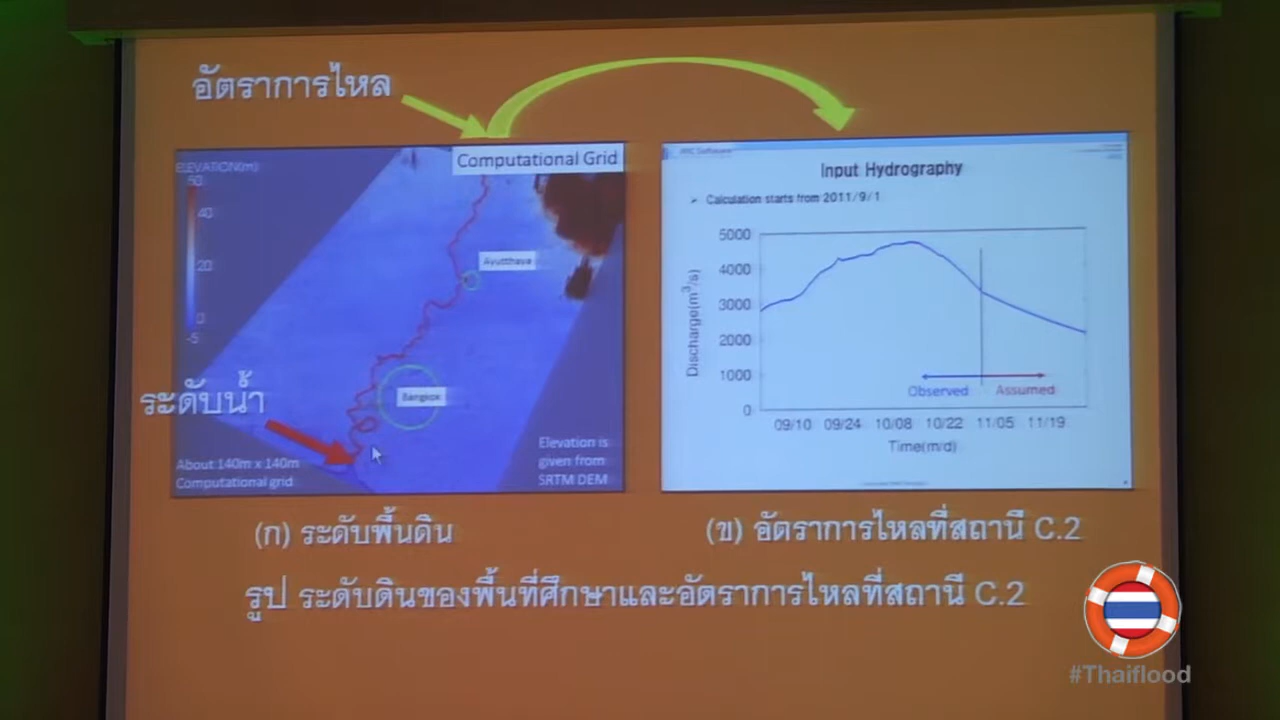 อัตราการไหล
Computational Grid
ELEVATION(m)
50
40
20
0
-5
Ayutthaya
Bangkok
ระดับน้ำ
About 140m x 140m
Computational grid
Elevation is
given from
SRTM DEM
Input Hydrography
Calculation starts from 2011/9/1
5000
4000
3000
2000
1000
0
Discharge(m³/s)
Observed
Assumed
09/10 09/24 10/08 10/22 11/05 11/19
Time(m/d)
(ก) ระดับพื้นดิน
(ข) อัตราการไหลที่สถานี C.2
รูป ระดับดินของพื้นที่ศึกษาและอัตราการไหลที่สถานี C.2
#Thaiflood